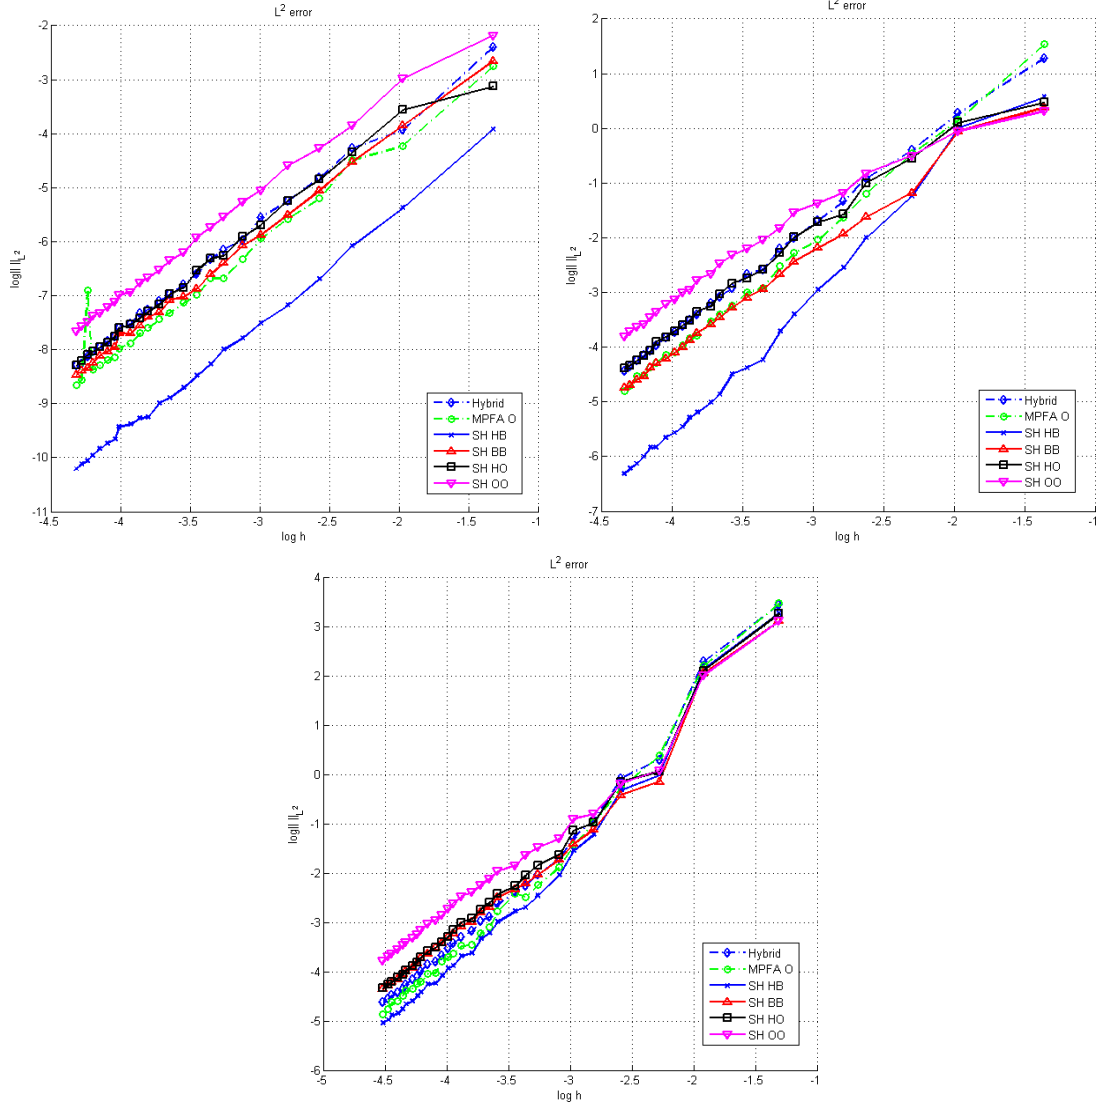 L² error
-2
-3
-4
-5
-6
-7
-8
-9
-10
-11
log|| ||L²
-4.5 -4 -3.5 -3 -2.5 -2 -1.5 -1
log h
Hybrid
MPFA O
SH HB
SH BB
SH HO
SH OO
L² error
2
1
0
-1
-2
-3
-4
-5
-6
-7
log|| ||L²
-4.5 -4 -3.5 -3 -2.5 -2 -1.5 -1
log h
Hybrid
MPFA O
SH HB
SH BB
SH HO
SH OO
L² error
4
3
2
1
0
-1
-2
-3
-4
-5
-6
log|| ||L²
-5 -4.5 -4 -3.5 -3 -2.5 -2 -1.5 -1
log h
Hybrid
MPFA O
SH HB
SH BB
SH HO
SH OO